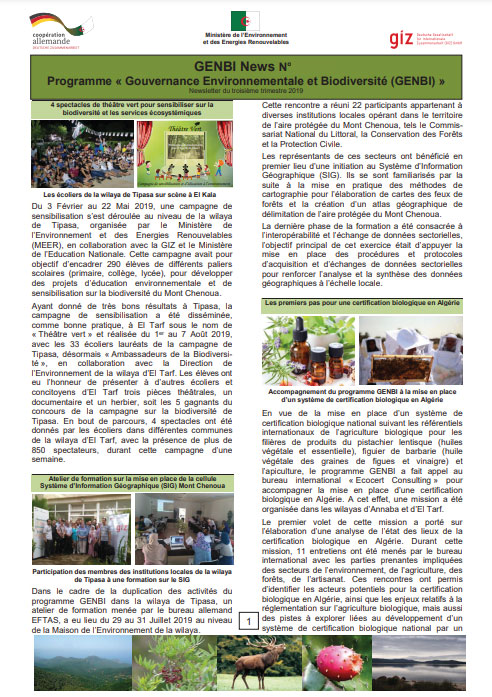 coopération
allemande
DEUTSCHE ZUSAMMENARBEIT
Ministère de l'Environnement
et des Energies Renouvelables
giz
Deutsche Gesellschaft
für Internationale
Zusammenarbeit (GIZ) GmbH
GENBI News N°
Programme « Gouvernance Environnementale et Biodiversité (GENBI) »
Newsletter du troisième trimestre 2019
4 spectacles de théâtre vert pour sensibiliser sur la
biodiversité et les services écosystémiques
Théâtre Vert
Les écoliers de la wilaya de Tipasa sur scène à El Kala
Du 3 Février au 22 Mai 2019, une campagne de
sensibilisation s'est déroulée au niveau de la wilaya
de Tipasa, organisée par le Ministère de
l'Environnement et des Energies Renouvelables
(MEER), en collaboration avec la GIZ et le Ministère
de l'Education Nationale. Cette campagne avait pour
objectif d'encadrer 290 élèves de différents paliers
scolaires (primaire, collège, lycée), pour développer
des projets d'éducation environnementale et de
sensibilisation sur la biodiversité du Mont Chenoua.
Ayant donné de très bons résultats à Tipasa, la
campagne de sensibilisation a été disséminée,
comme bonne pratique, à El Tarf sous le nom de
« Théâtre vert » et réalisée du 1er au 7 Août 2019,
avec les 33 écoliers lauréats de la campagne de
Tipasa, désormais « Ambassadeurs de la Biodiversi-
té », en collaboration avec la Direction de
l'Environnement de la wilaya d'El Tarf. Les élèves ont
eu l'honneur de présenter à d'autres écoliers et
concitoyens d'El Tarf trois pièces théâtrales, un
documentaire et un herbier, soit les 5 gagnants du
concours de la campagne sur la biodiversité de
Tipasa. En bout de parcours, 4 spectacles ont été
donnés par les écoliers dans différentes communes
de la wilaya d'El Tarf, avec la présence de plus de
850 spectateurs, durant cette campagne d'une
semaine.
Atelier de formation sur la mise en place de la cellule
Système d'Information Géographique (SIG) Mont Chenoua
Participation des membres des institutions locales de la wilaya
de Tipasa à une formation sur le SIG
Dans le cadre de la duplication des activités du
programme GENBI dans la wilaya de Tipasa, un
atelier de formation menée par le bureau allemand
EFTAS, a eu lieu du 29 au 31 Juillet 2019 au niveau
de la Maison de l'Environnement de la wilaya.
Cette rencontre a réuni 22 participants appartenant à
diverses institutions locales opérant dans le territoire
de l'aire protégée du Mont Chenoua, tels le Commis-
sariat National du Littoral, la Conservation des Forêts
et la Protection Civile.
Les représentants de ces secteurs ont bénéficié en
premier lieu d'une initiation au Système d'Information
Géographique (SIG). Ils se sont familiarisés par la
suite à la mise en pratique des méthodes de
cartographie pour l'élaboration de cartes des feux de
forêts et la création d'un atlas géographique de
délimitation de l'aire protégée du Mont Chenoua.
La dernière phase de la formation a été consacrée à
l'interopérabilité et l'échange de données sectorielles,
l'objectif principal de cet exercice était d'appuyer la
mise en place des procédures et protocoles
d'acquisition et d'échanges de données sectorielles
pour renforcer l'analyse et la synthèse des données
géographiques à l'échelle locale.
Les premiers pas pour une certification biologique en Algérie
Accompagnement du programme GENBI à la mise en place
d'un système de certification biologique en Algérie
En vue de la mise en place d'un système de
certification biologique national suivant les référentiels
internationaux de l'agriculture biologique pour les
filières de produits du pistachier lentisque (huiles
végétale et essentielle), figuier de barbarie (huile
végétale des graines de figues et vinaigre) et
l'apiculture, le programme GENBI a fait appel au
bureau international « Ecocert Consulting » pour
accompagner la mise en place d'une certification
biologique en Algérie. A cet effet, une mission a été
organisée dans les wilayas d'Annaba et d'El Tarf.
Le premier volet de cette mission a porté sur
l'élaboration d'une analyse de l'état des lieux de la
certification biologique en Algérie. Durant cette
mission, 11 entretiens ont été menés par le bureau
international avec les parties prenantes impliquées
des secteurs de l'environnement, de l'agriculture, des
forêts, de l'artisanat. Ces rencontres ont permis
d'identifier les acteurs potentiels pour la certification
biologique en Algérie, ainsi que les enjeux relatifs à la
réglementation sur l'agriculture biologique, mais aussi
des pistes à explorer liées au développement d'un
système de certification biologique national par un
1